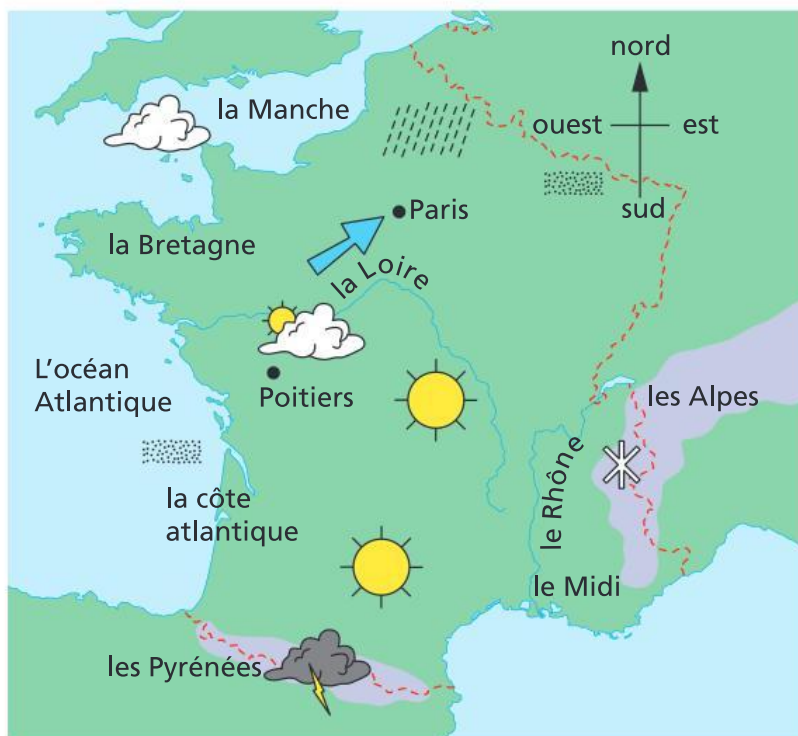 nord
la Manche
ouest
est
sud
Paris
la Bretagne
la Loire
L'océan
Atlantique
Poitiers
les Alpes
le Rhône
la côte
atlantique
le Midi
les Pyrénées